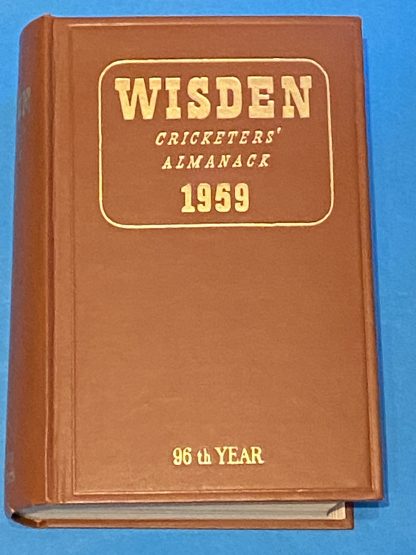 WISDEN
CRICKETERS'
ALMANACK
1959
96 th YEAR